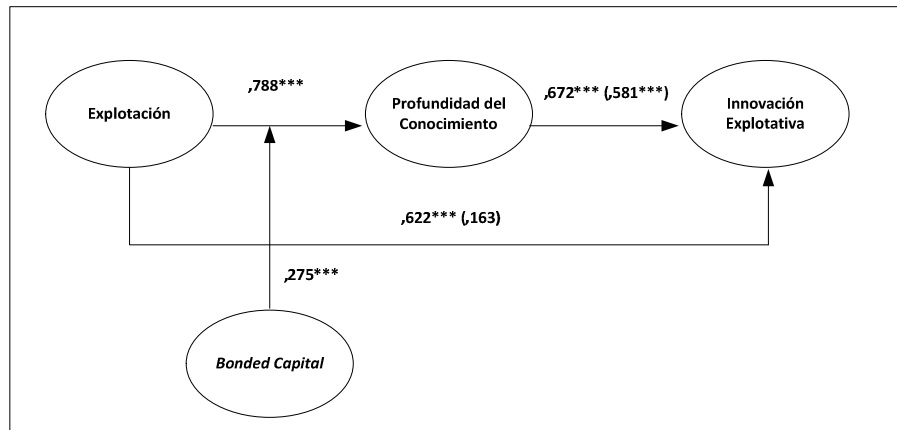 ,788***
,672*** (,581***)
Explotación
Profundidad del
Conocimiento
Innovación
Explotativa
,622*** (,163)
,275***
Bonded Capital